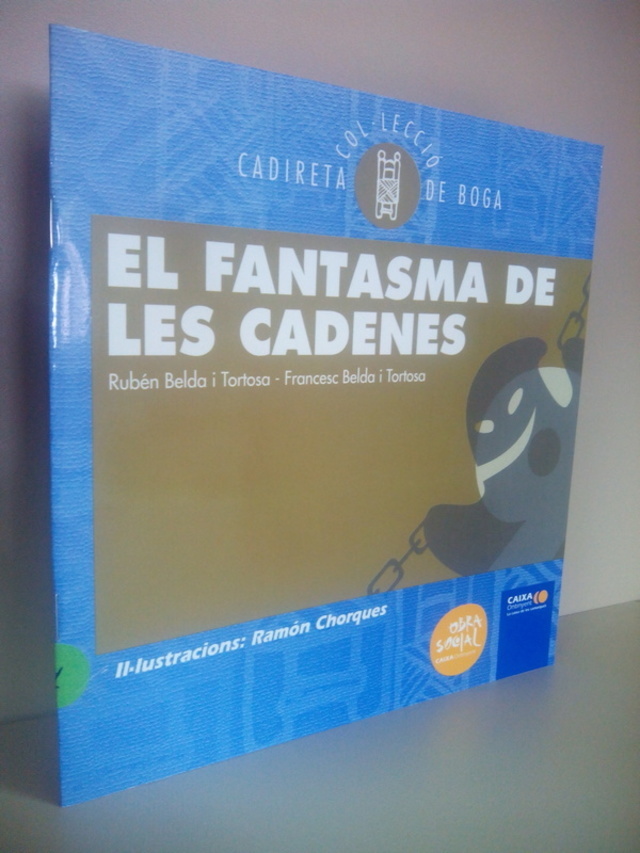 COL·LECCIÓ
CADIRETA DE BOGA
EL FANTASMA DE
LES CADENES
Rubén Belda i Tortosa - Francesc Belda i Tortosa
Il·lustracions: Ramón Chorques
OBRA
SOCIAL
CAIXA
CAIXA
Ontinyent